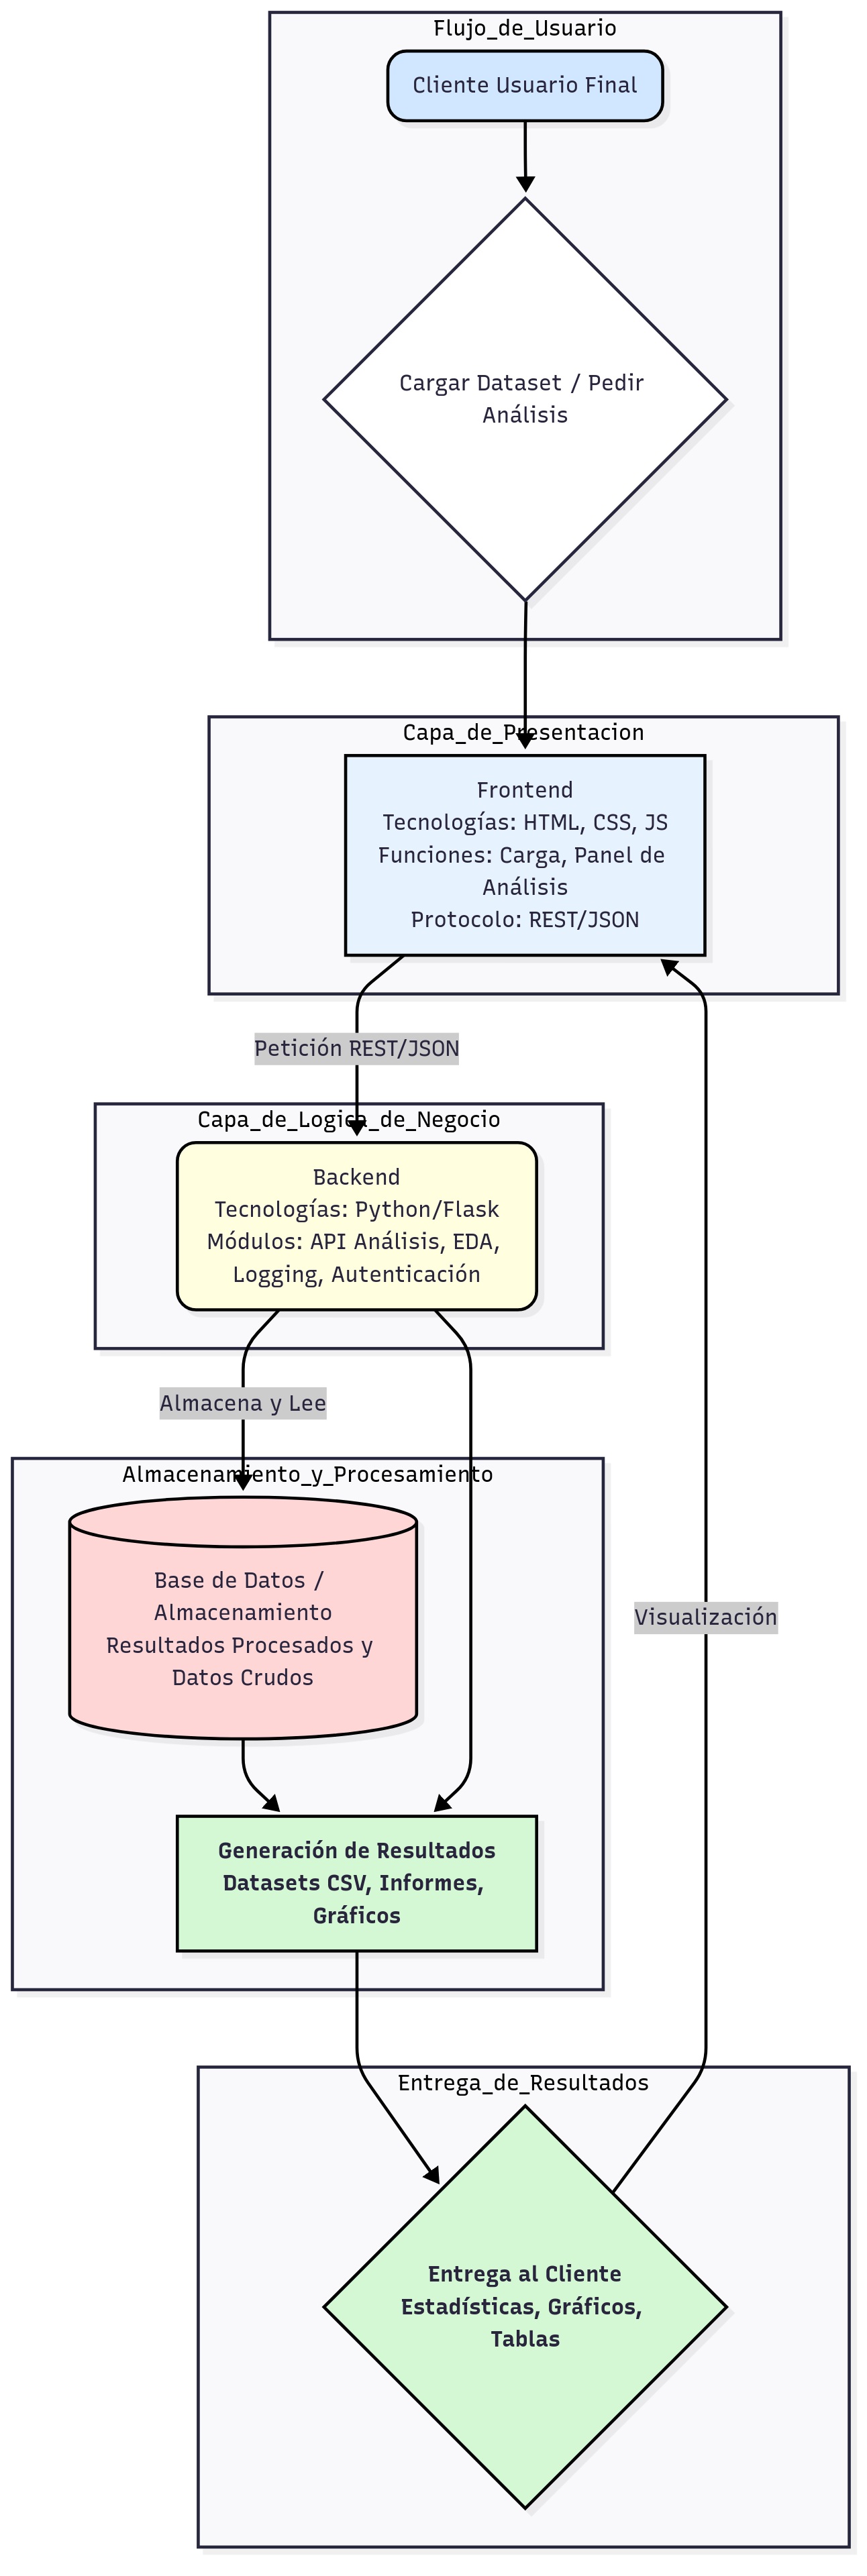 Flujo_de_Usuario
Cliente Usuario Final
Cargar Dataset / Pedir
Análisis
Capa_de_Presentacion
Frontend
Tecnologías: HTML, CSS, JS
Funciones: Carga, Panel de
Análisis
Protocolo: REST/JSON
Petición REST/JSON
Capa_de_Logica_de_Negocio
Backend
Tecnologías: Python/Flask
Módulos: API Análisis, EDA,
Logging, Autenticación
Almacena y Lee
Almacenamiento_y_Procesamiento
Base de Datos /
Almacenamiento
Resultados Procesados y
Datos Crudos
Visualización
Generación de Resultados
Datasets CSV, Informes,
Gráficos
Entrega_de_Resultados
Entrega al Cliente
Estadísticas, Gráficos,
Tablas